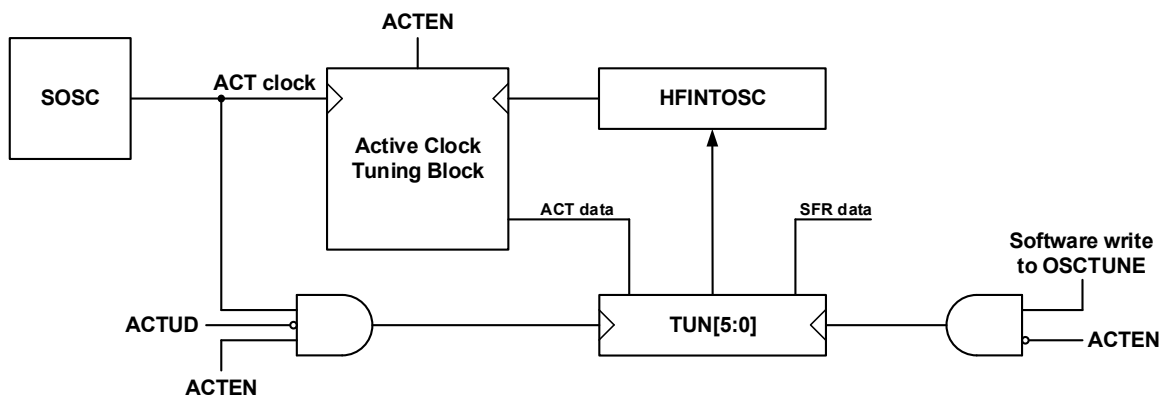 ACTEN
SOSC
ACT clock
HFINTOSC
Active Clock
Tuning Block
ACT data
SFR data
Software write
to OSCTUNE
ACTUD
TUN[5:0]
ACTEN
ACTEN